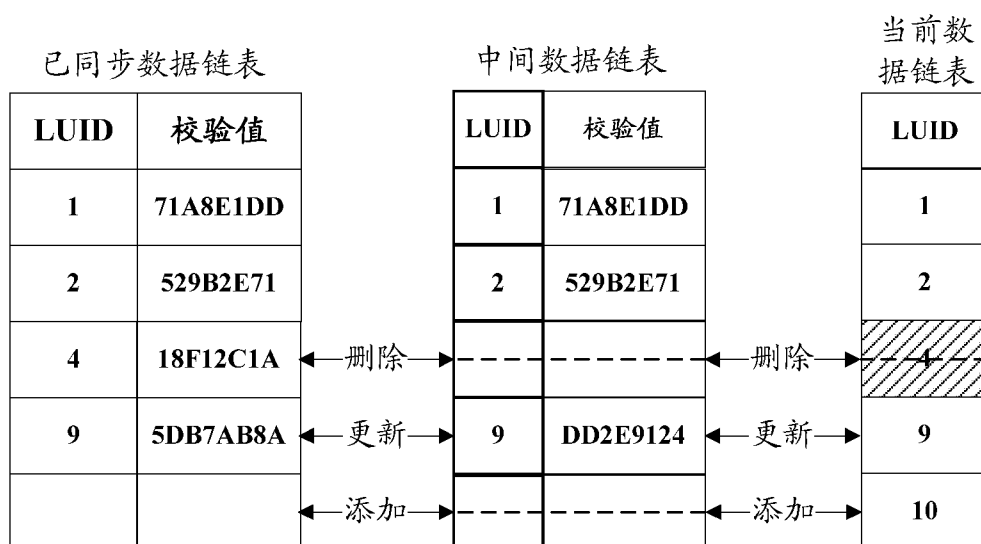 已同步数据链表
中间数据链表
当前数
据链表
LUID 校验值 LUID 校验值 LUID
1 71A8E1DD 1 71A8E1DD 1
2 529B2E71 2 529B2E71 2
4 18F12C1A 删除 删除 4
9 5DB7AB8A 更新 9 DD2E9124 更新 9
添加 添加 10